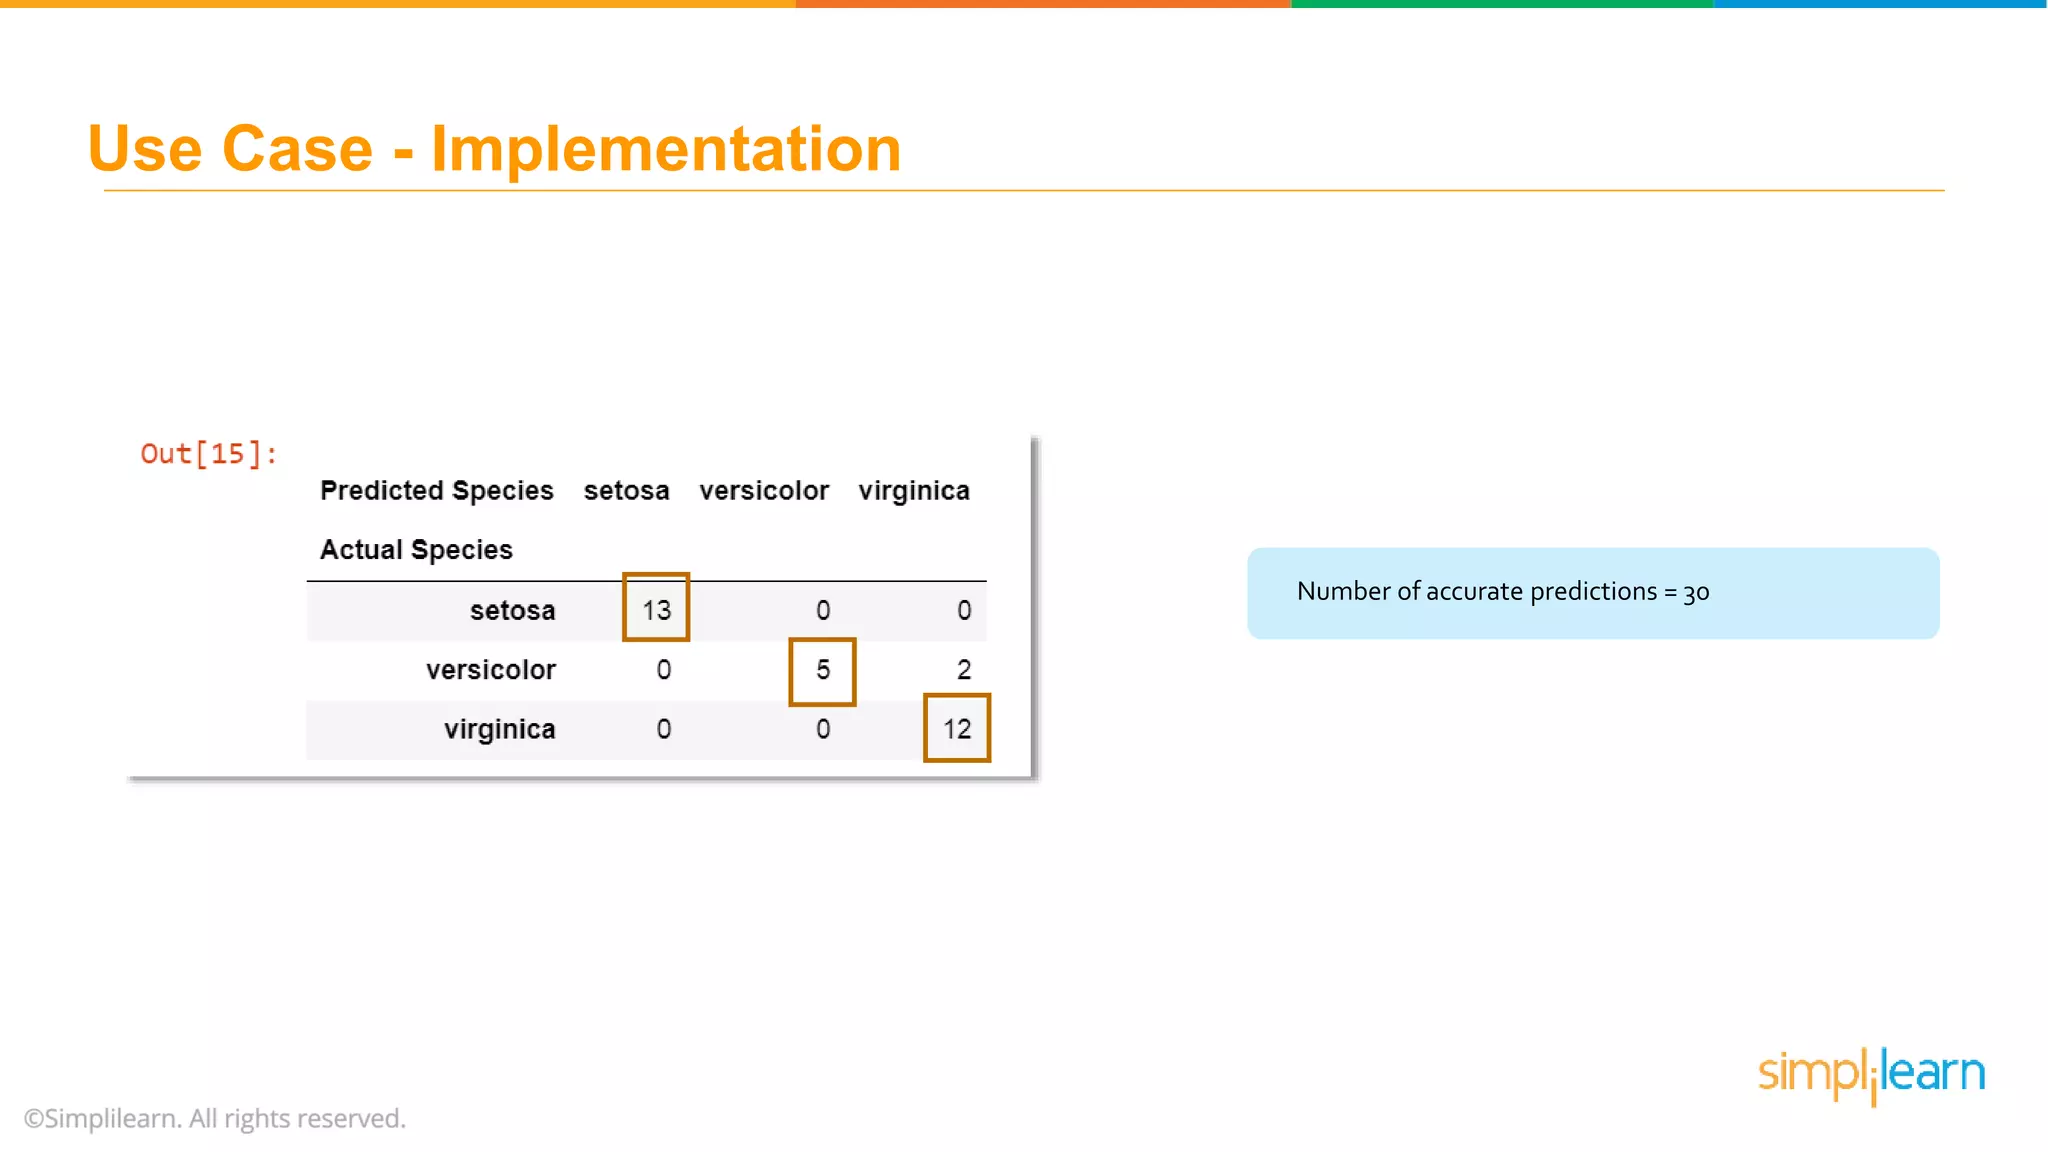 Use Case - Implementation
Out[15]:
Predicted Species setosa versicolor virginica
Actual Species
setosa 13 0 0
versicolor 0 5 2
virginica 0 0 12
Number of accurate predictions = 30
simplilearn
©Simplilearn. All rights reserved.